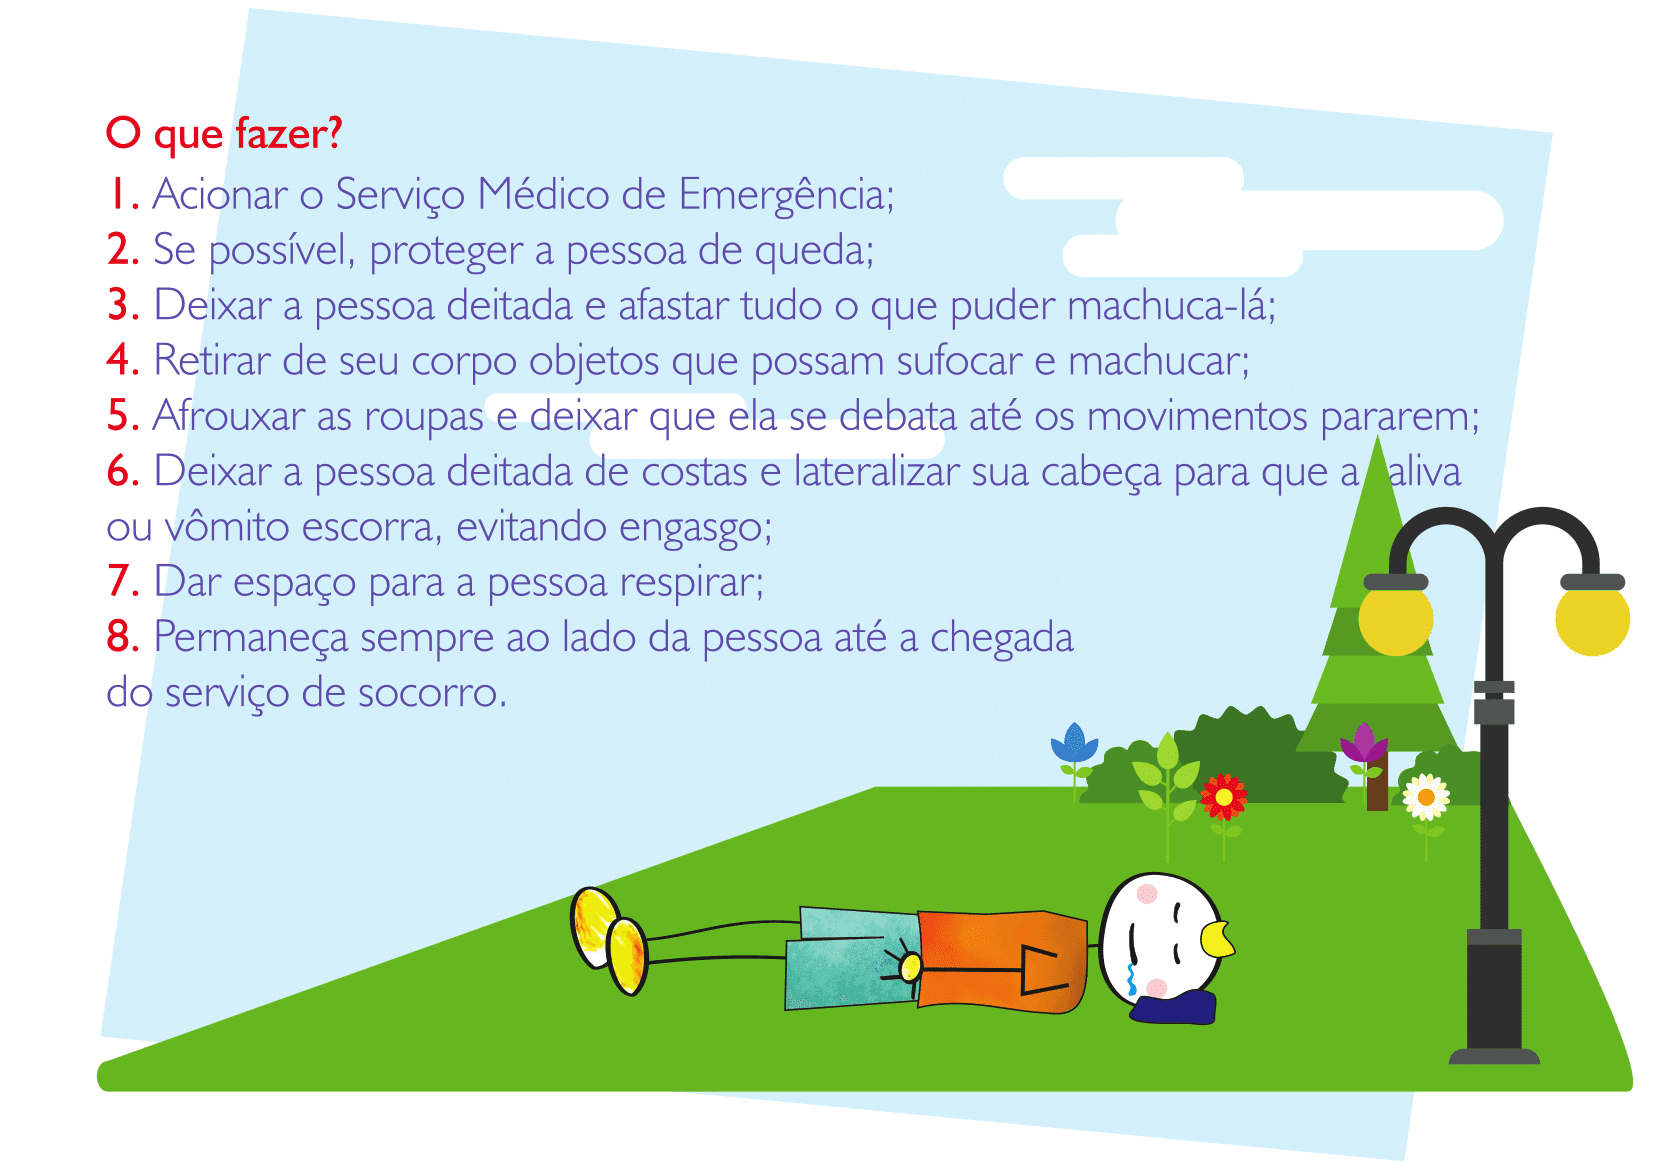 O que fazer?
1. Acionar o Serviço Médico de Emergência;
2. Se possível, proteger a pessoa de queda;
3. Deixar a pessoa deitada e afastar tudo o que puder machuca-lá;
4. Retirar de seu corpo objetos que possam sufocar e machucar;
5. Afrouxar as roupas e deixar que ela se debata até os movimentos pararem;
6. Deixar a pessoa deitada de costas e lateralizar sua cabeça para que a saliva
ou vômito escorra, evitando engasgo;
7. Dar espaço para a pessoa respirar;
8. Permaneça sempre ao lado da pessoa até a chegada
do serviço de socorro.